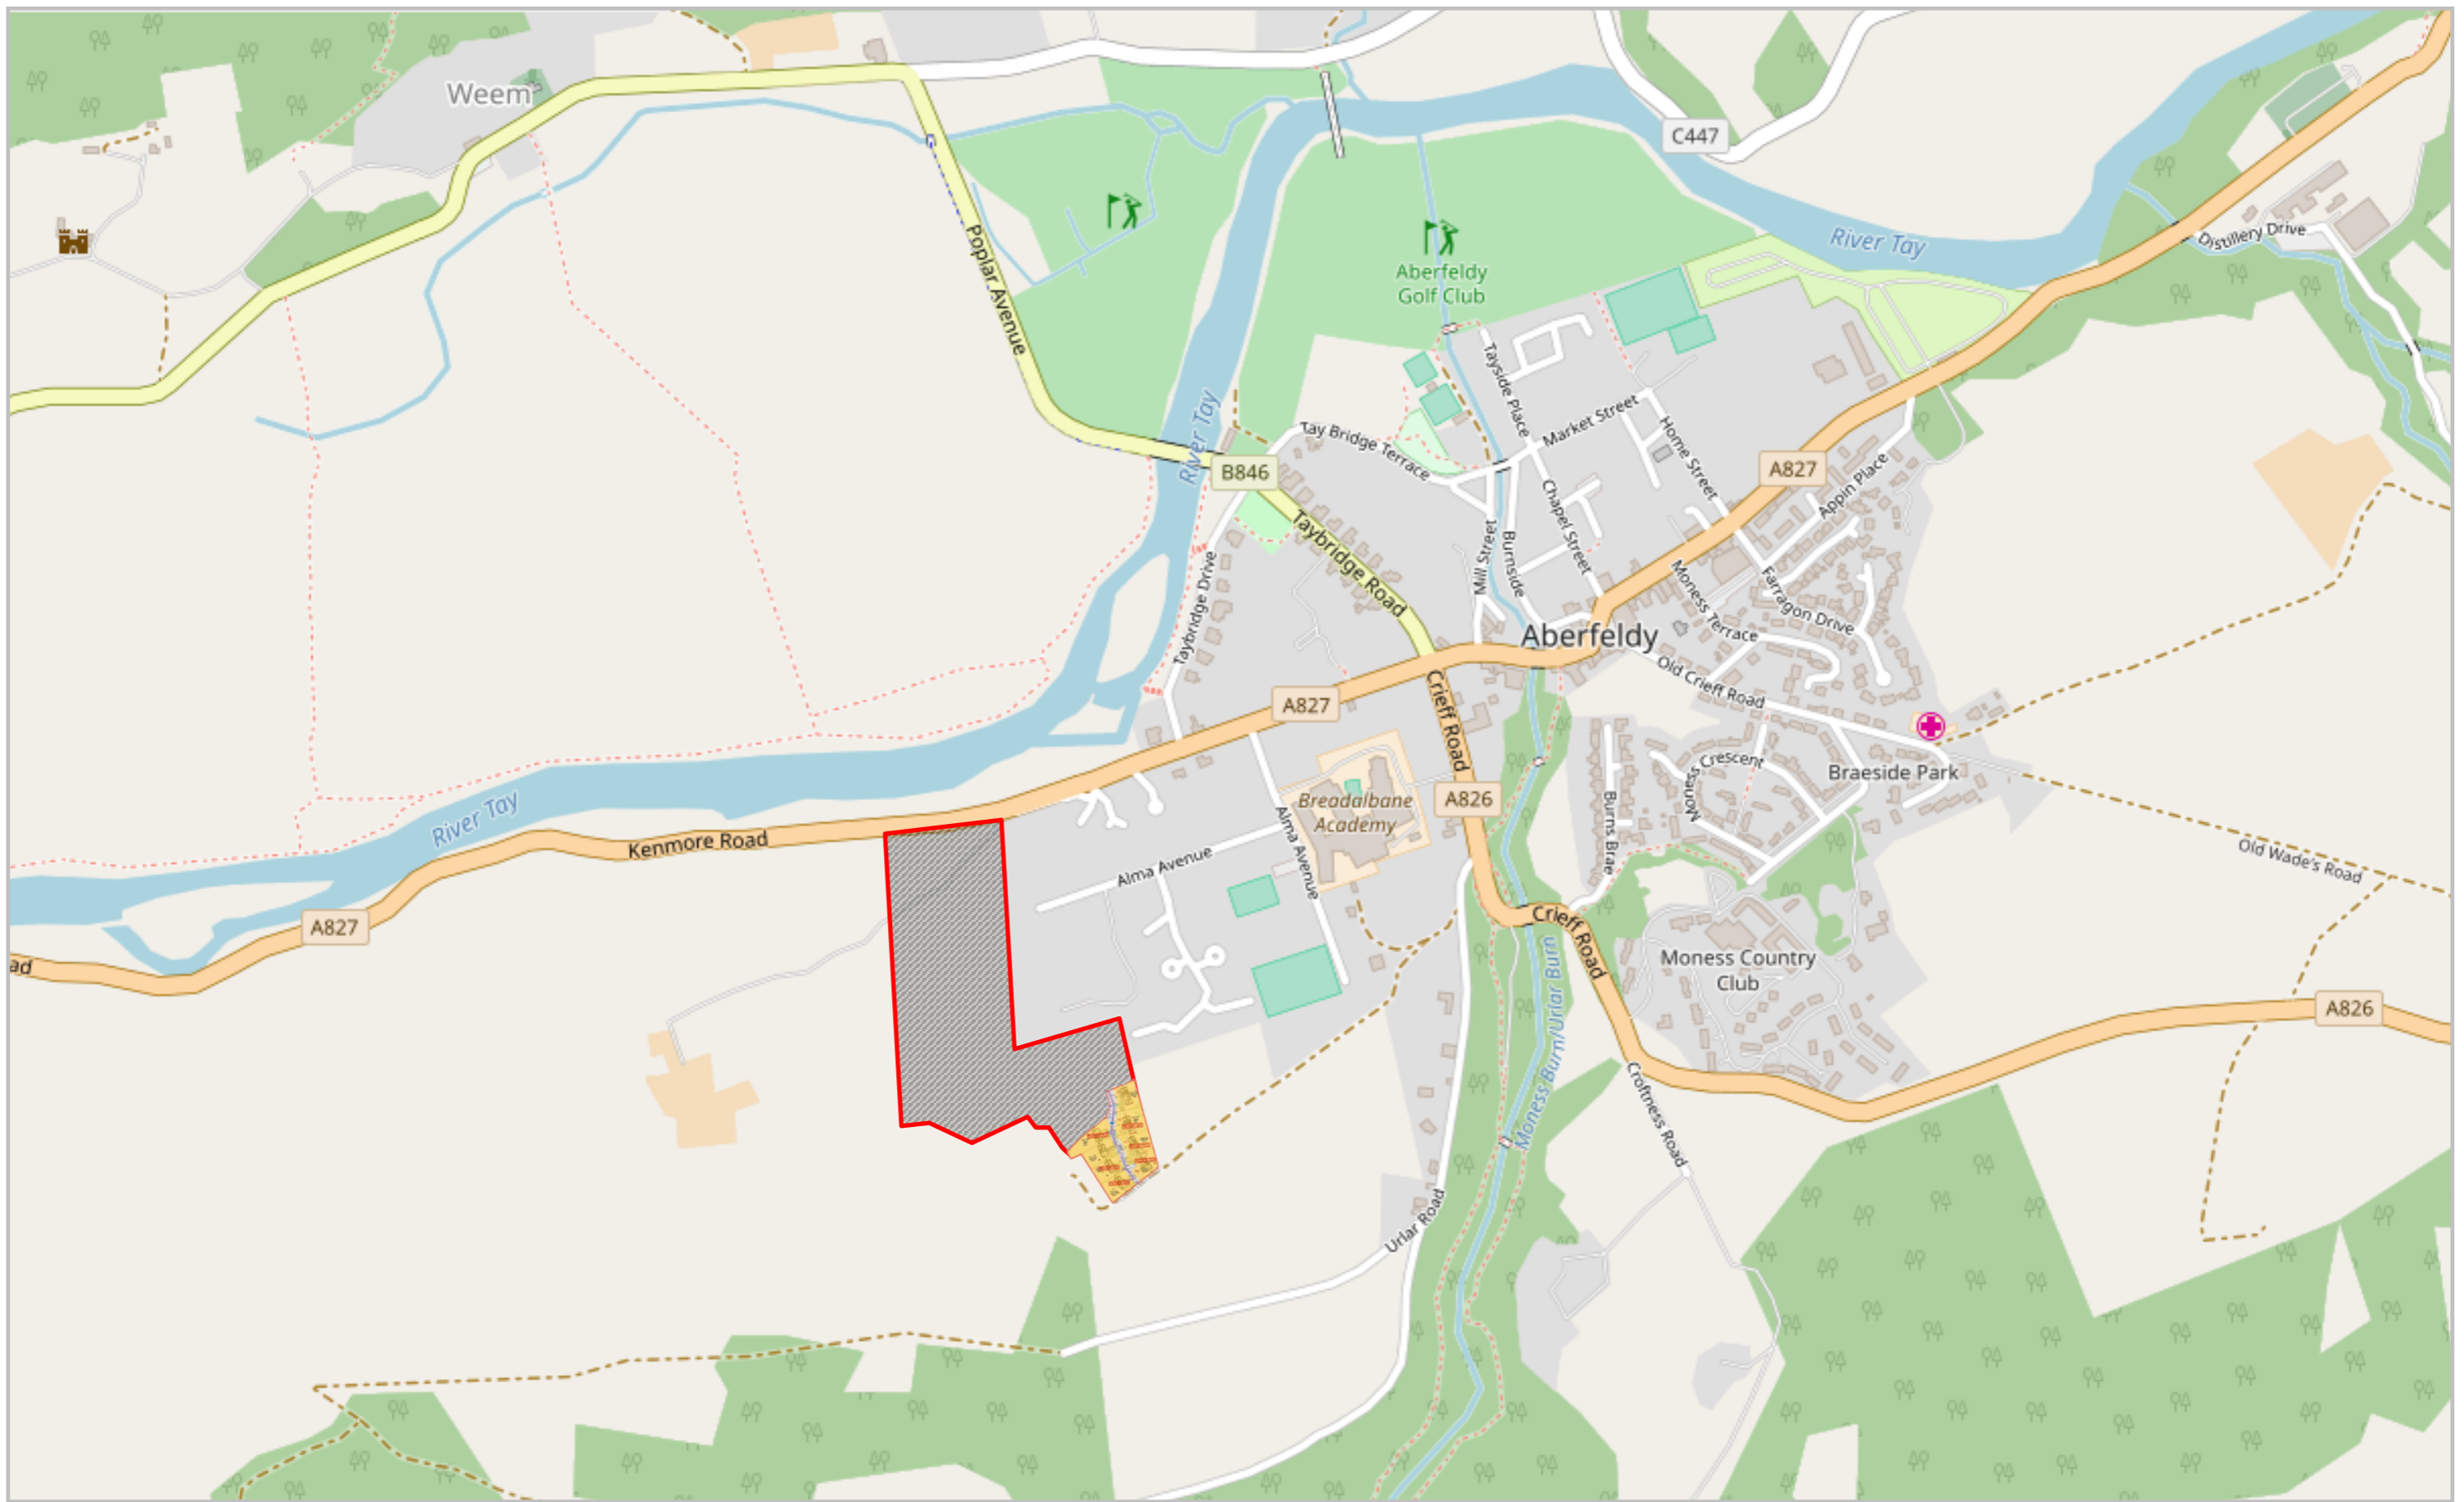 Weem
C447
Poplar Avenue
River Tay
Distillery Drive
Aberfeldy
Golf Club
Tayside Place
River Tay
Market Street
Tay Bridge Terrace
Home Street
A827
B846
Appin Place
Chapel Street
Taybridge Road
Mill Street
Burnside
Moness Terrace
Farragon Drive
Taybridge Drive
Aberfeldy
Old Crieff Road
A827
Crieff Road
Moness Crescent
Braeside Park
Breadalbane
Academy
A826
River Tay
Kenmore Road
Alma Avenue
Alma Avenue
Burns Brae
Old Wade's Road
A827
ad
Crieff Road
Moness Country
Club
A826
Moness Burn/Urlar Burn
Croftness Road
Urlar Road